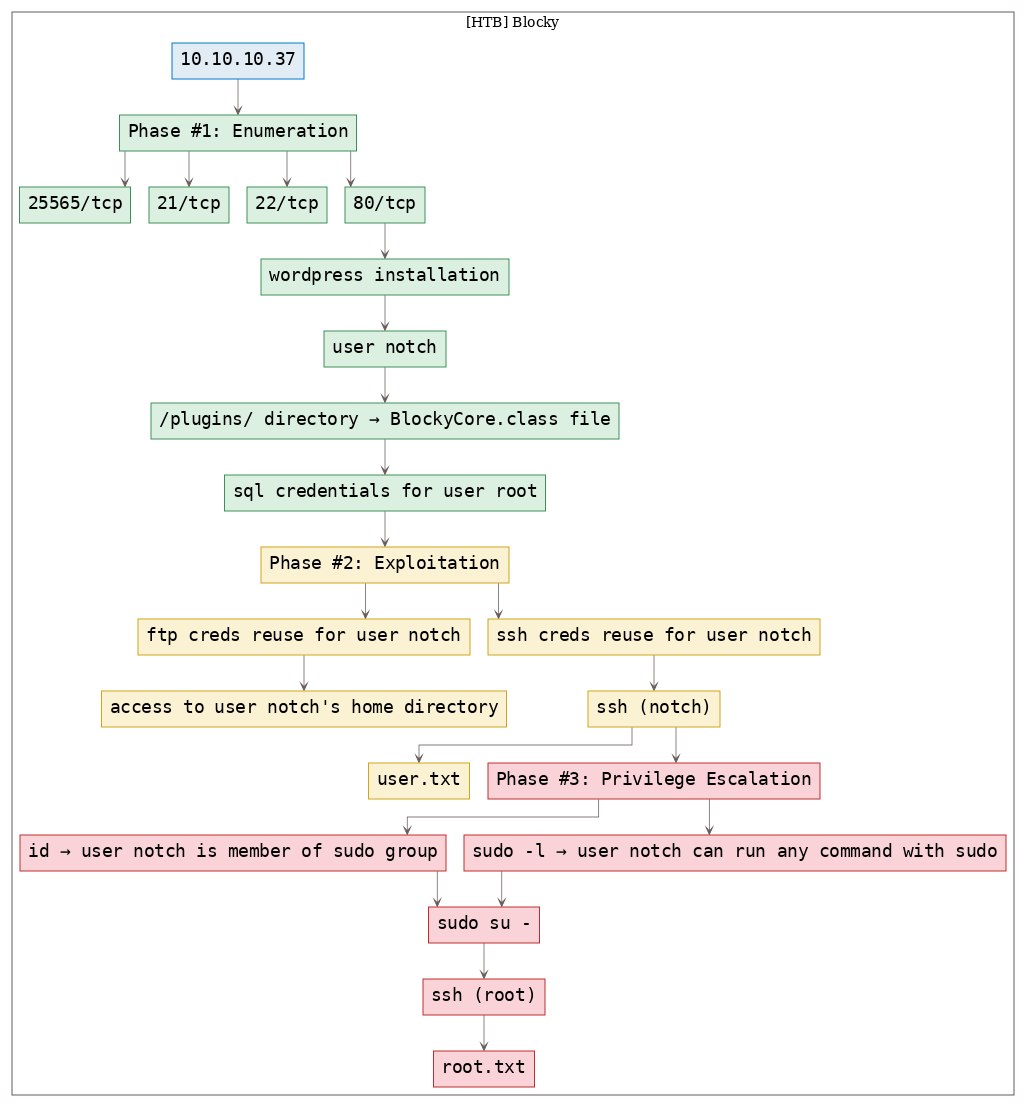 [HTB] Blocky
10.10.10.37
Phase #1: Enumeration
25565/tcp
21/tcp
22/tcp
80/tcp
wordpress installation
user notch
/plugins/ directory → BlockyCore.class file
sql credentials for user root
Phase #2: Exploitation
ftp creds reuse for user notch
ssh creds reuse for user notch
access to user notch's home directory
ssh (notch)
user.txt
Phase #3: Privilege Escalation
id → user notch is member of sudo group
sudo -l → user notch can run any command with sudo
sudo su -
ssh (root)
root.txt